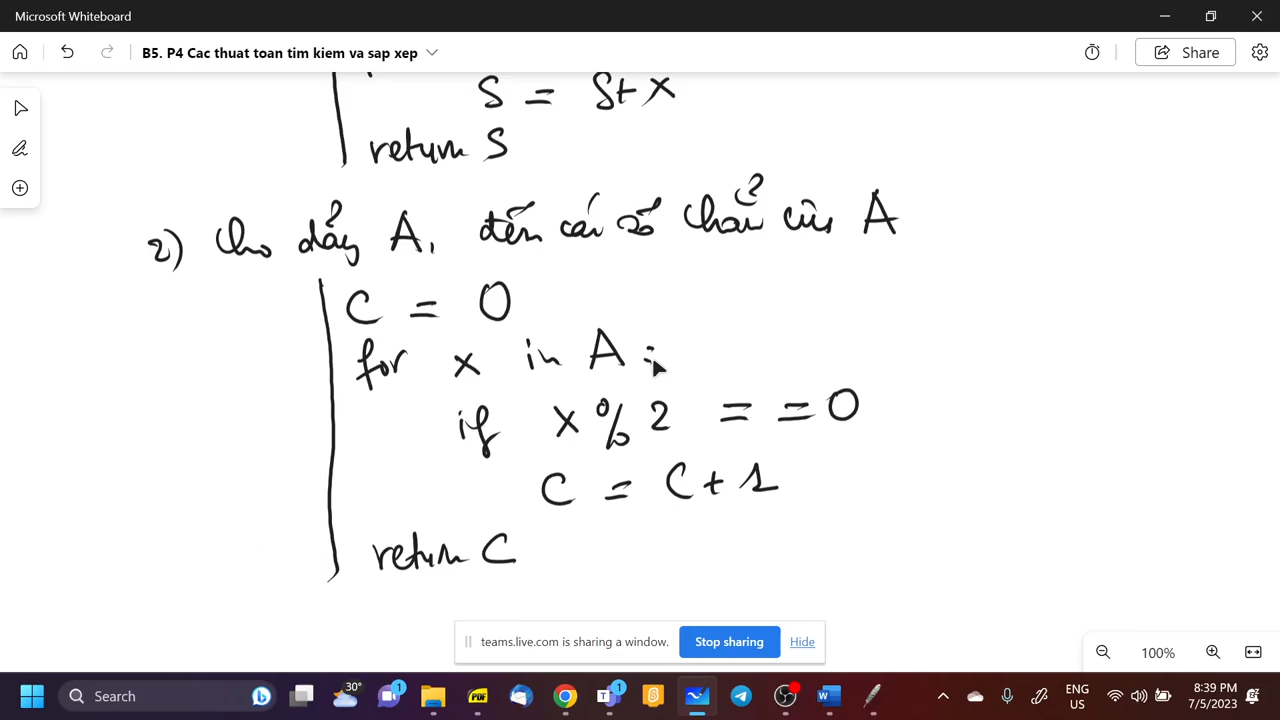 Microsoft Whiteboard
B5. P4 Cac thuat toan tim kiem va sap xep
Share
S = S+ x
return S
2) Cho dãy A, đếm các số chẵn của A
C = 0
for x in A :
if x % 2 = = 0
C = C + 1
return C
teams.live.com is sharing a window.
Stop sharing
Hide
100%
Search
30°
1
1
ENG
US
8:39 PM
7/5/2023